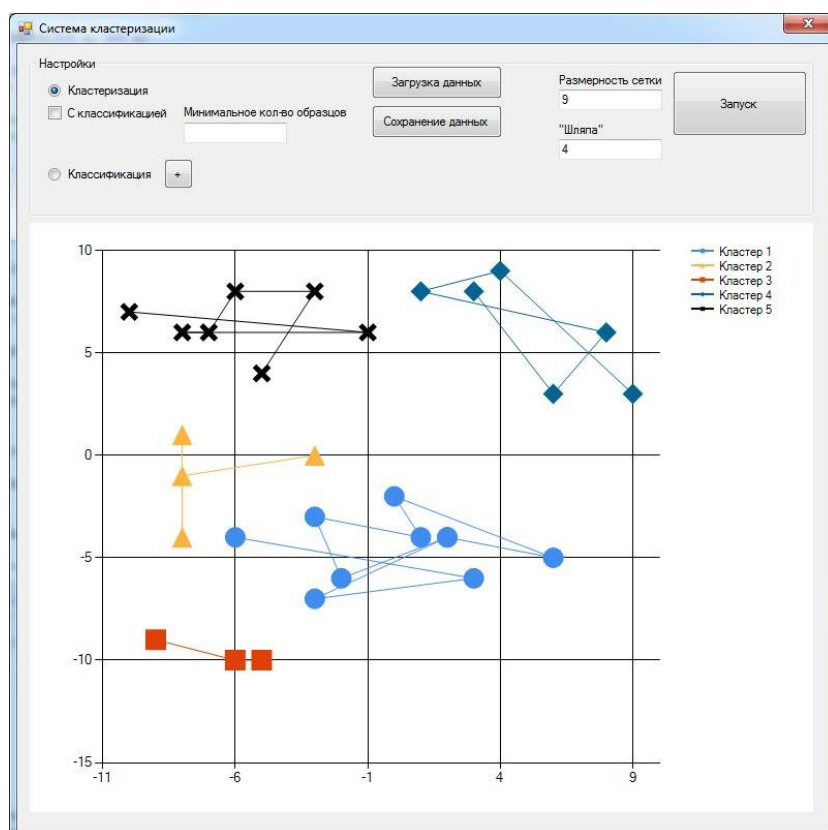 Система кластеризации
Настройки
Кластеризация
С классификацией
Минимальное кол-во образцов
Классификация
+
Загрузка данных
Сохранение данных
Размерность сетки
9
"Шляпа"
4
Запуск
10
5
0
-5
-10
-15
-11
-6
-1
4
9
Кластер 1
Кластер 2
Кластер 3
Кластер 4
Кластер 5